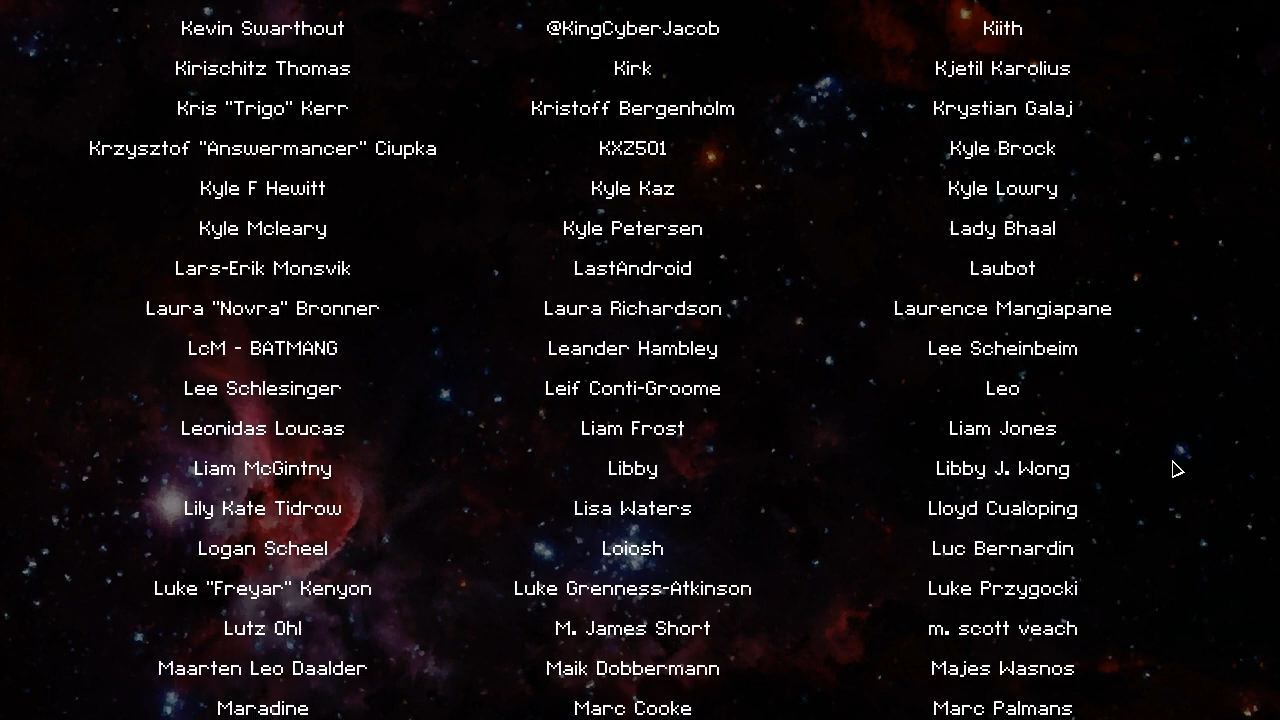 Kevin Swarthout @KingCyberJacob Kiith
Kirischitz Thomas Kirk Kjetil Karolius
Kris "Trigo" Kerr Kristoff Bergenholm Krystian Galaj
Krzysztof "Answermancer" Ciupka KXZ501 Kyle Brock
Kyle F Hewitt Kyle Kaz Kyle Lowry
Kyle Mcleary Kyle Petersen Lady Bhaal
Lars-Erik Monsvik LastAndroid Laubot
Laura "Novra" Bronner Laura Richardson Laurence Mangiapane
LcM - BATMANG Leander Hambley Lee Scheinbeim
Lee Schlesinger Leif Conti-Groome Leo
Leonidas Loucas Liam Frost Liam Jones
Liam McGintny Libby Libby J. Wong
Lily Kate Tidrow Lisa Waters Lloyd Cualoping
Logan Scheel Loiosh Luc Bernardin
Luke "Freyar" Kenyon Luke Grenness-Atkinson Luke Przygocki
Lutz Ohl M. James Short m. scott veach
Maarten Leo Daalder Maik Dobbermann Majes Wasnos
Maradine Marc Cooke Marc Palmans